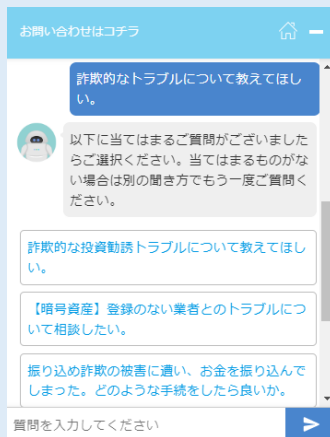 お問い合わせはコチラ
詐欺的なトラブルについて教えてほし
い。
以下に当てはまるご質問がございました
らご選択ください。当てはまるものがな
い場合は別の聞き方でもう一度ご質問く
ださい。
詐欺的な投資勧誘トラブルについて教えてほし
い。
【暗号資産】登録のない業者とのトラブルにつ
いて相談したい。
振り込め詐欺の被害に遭い、お金を振り込んで
しまった。どのような手続をしたら良いか。
質問を入力してください